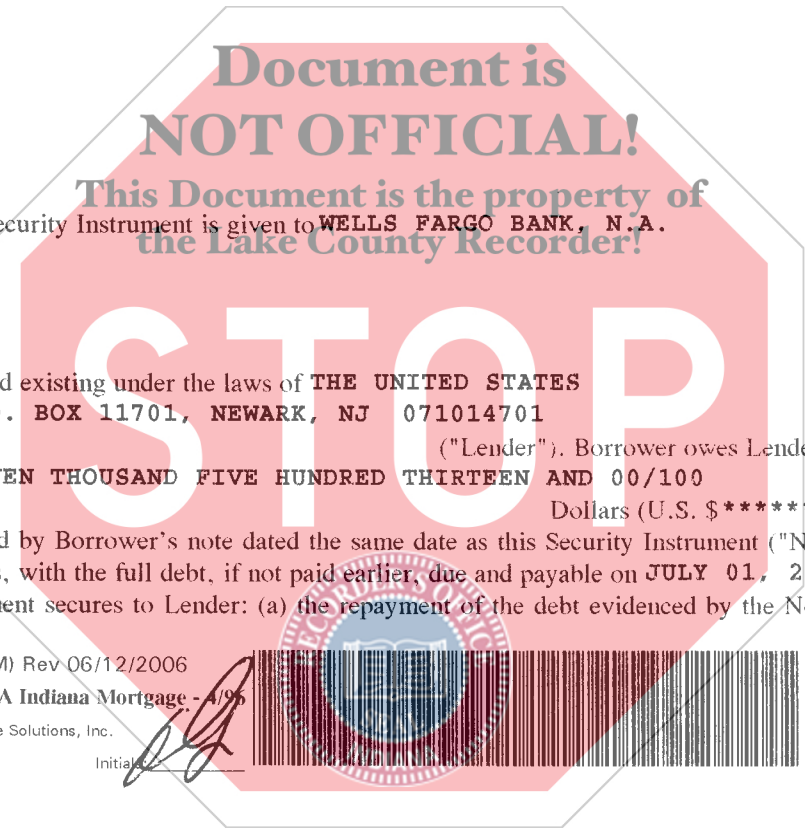 Document is
NOT OFFICIAL!
This Document is the property of
ecurity Instrument is given to WELLS FARGO BANK, N.A.
the Lake County Recorder!
STOP
d existing under the laws of THE UNITED STATES
. BOX 11701, NEWARK, NJ 071014701
("Lender"). Borrower owes Lende
EN THOUSAND FIVE HUNDRED THIRTEEN AND 00/100
Dollars (U.S. $******
d by Borrower's note dated the same date as this Security Instrument ("N
, with the full debt, if not paid earlier, due and payable on JULY 01, 2
ent secures to Lender: (a) the repayment of the debt evidenced by the N
RECORDER'S OFFICE
SEAL
INDIANA
M) Rev 06/12/2006
A Indiana Mortgage - 4/96
e Solutions, Inc.
Initials: